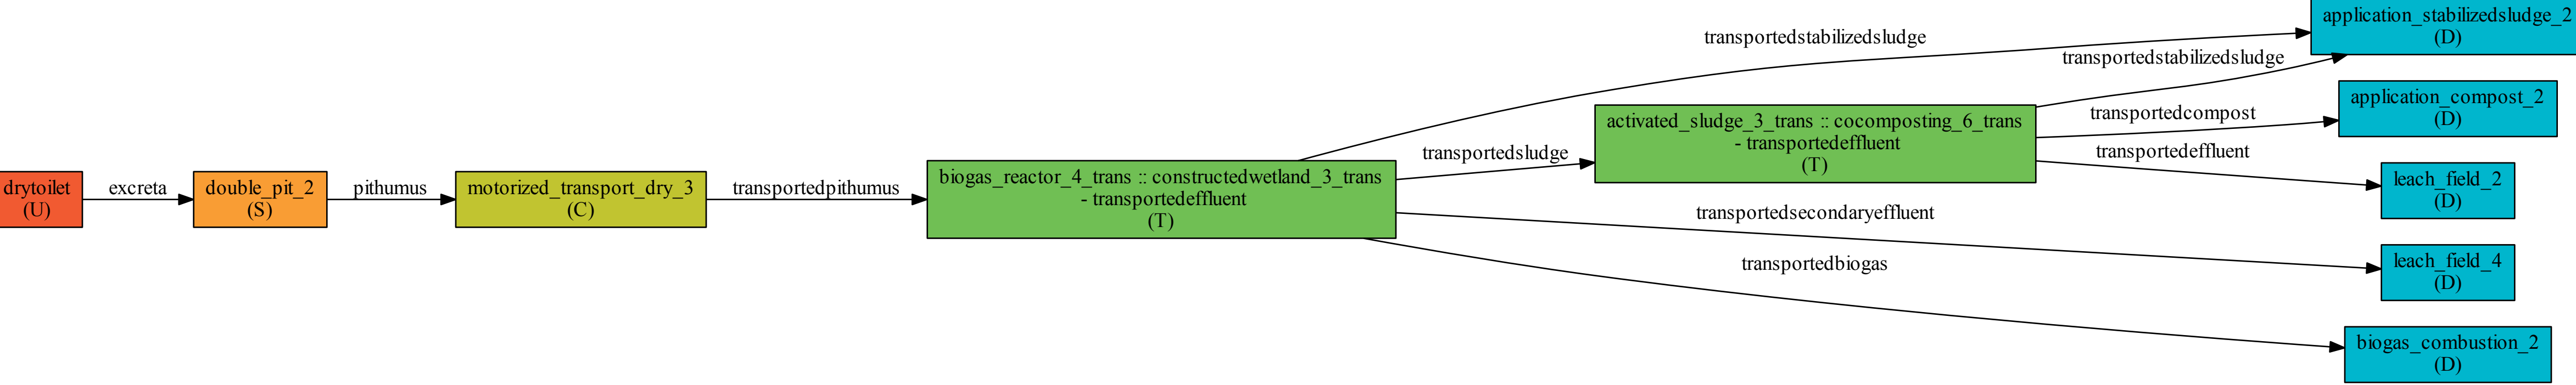 drytoilet
(U)
excreta
double_pit_2
(S)
pithumus
motorized_transport_dry_3
(C)
transportedpithumus
biogas_reactor_4_trans :: constructedwetland_3_trans
- transportedeffluent
(T)
transportedstabilizedsludge
transportedsludge
transportedsecondaryeffluent
transportedbiogas
activated_sludge_3_trans :: cocomposting_6_trans
- transportedeffluent
(T)
transportedstabilizedsludge
transportedcompost
transportedeffluent
application_stabilizedsludge_2
(D)
application_compost_2
(D)
leach_field_2
(D)
leach_field_4
(D)
biogas_combustion_2
(D)